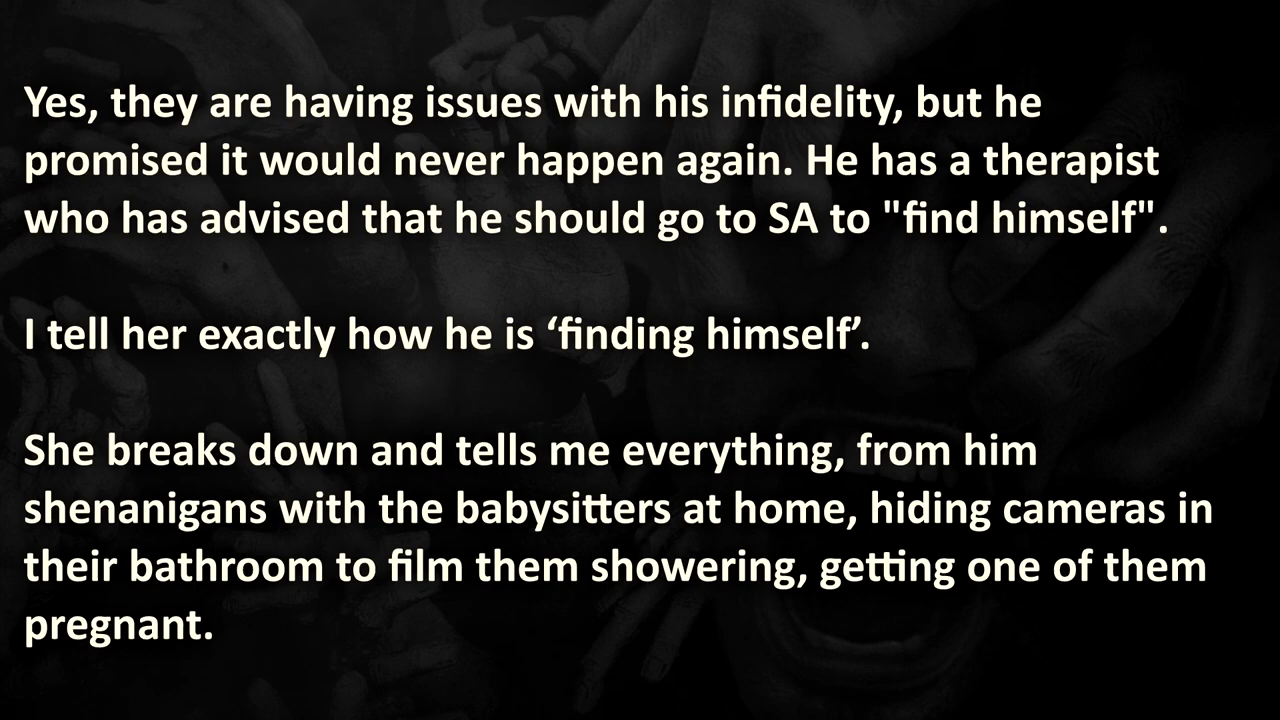 Yes, they are having issues with his infidelity, but he
promised it would never happen again. He has a therapist
who has advised that he should go to SA to "find himself".
I tell her exactly how he is ‘finding himself’.
She breaks down and tells me everything, from him
shenanigans with the babysitters at home, hiding cameras in
their bathroom to film them showering, getting one of them
pregnant.